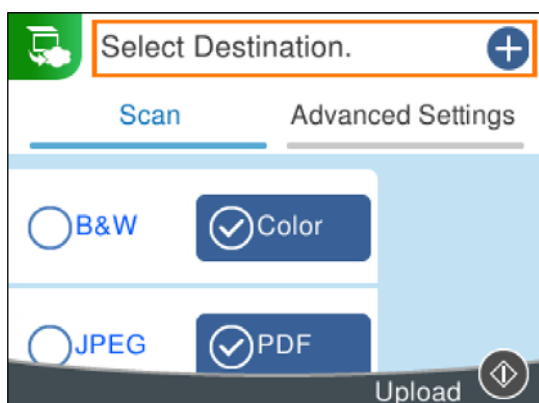 Select Destination.
Scan Advanced Settings
B&W Color
JPEG PDF
Upload